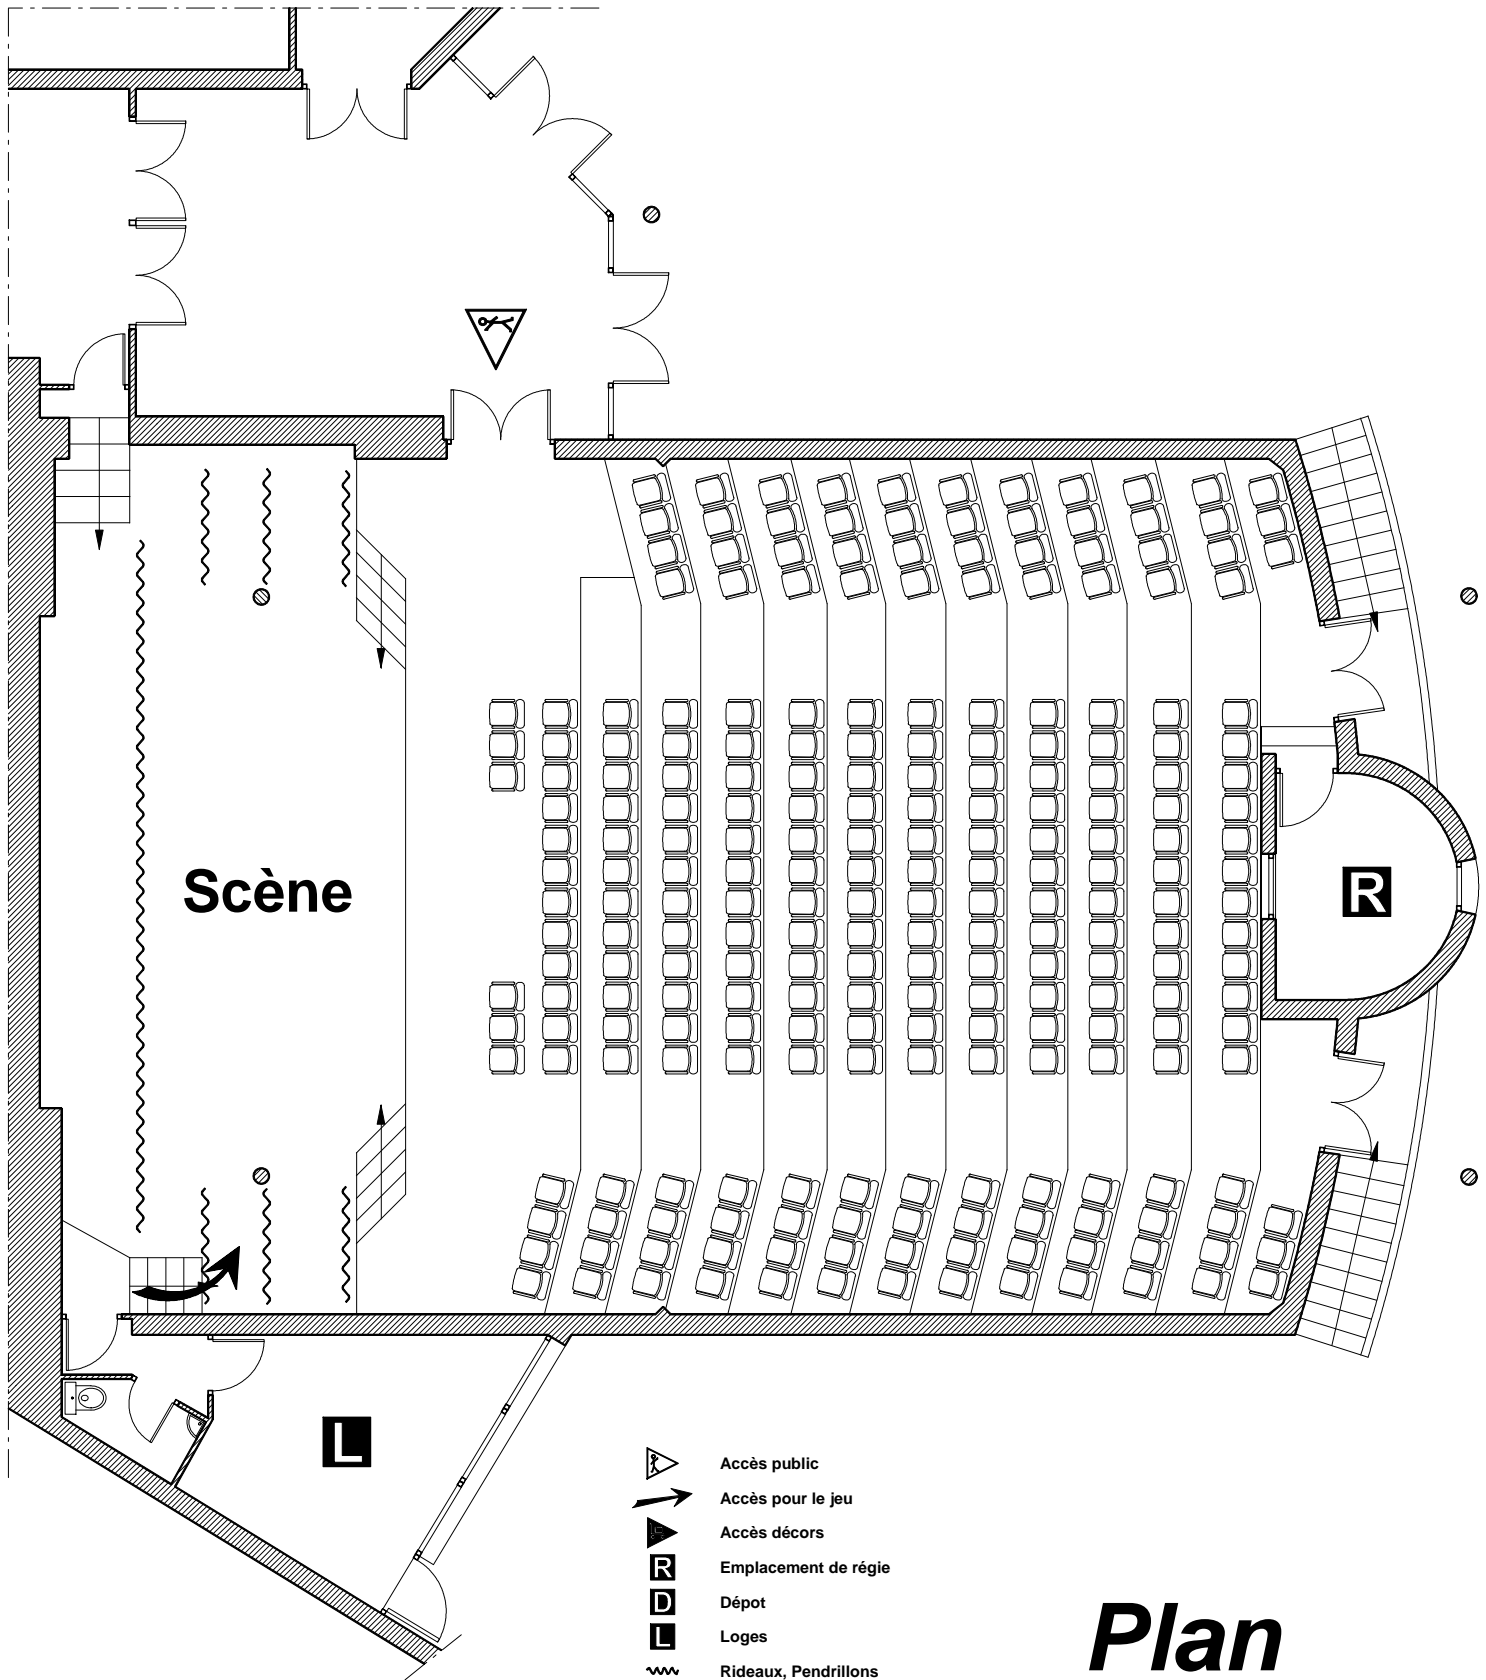 Scène
R
L
Accès public
Accès pour le jeu
Accès décors
R Emplacement de régie
D Dépot
L Loges
Rideaux, Pendrillons
Plan